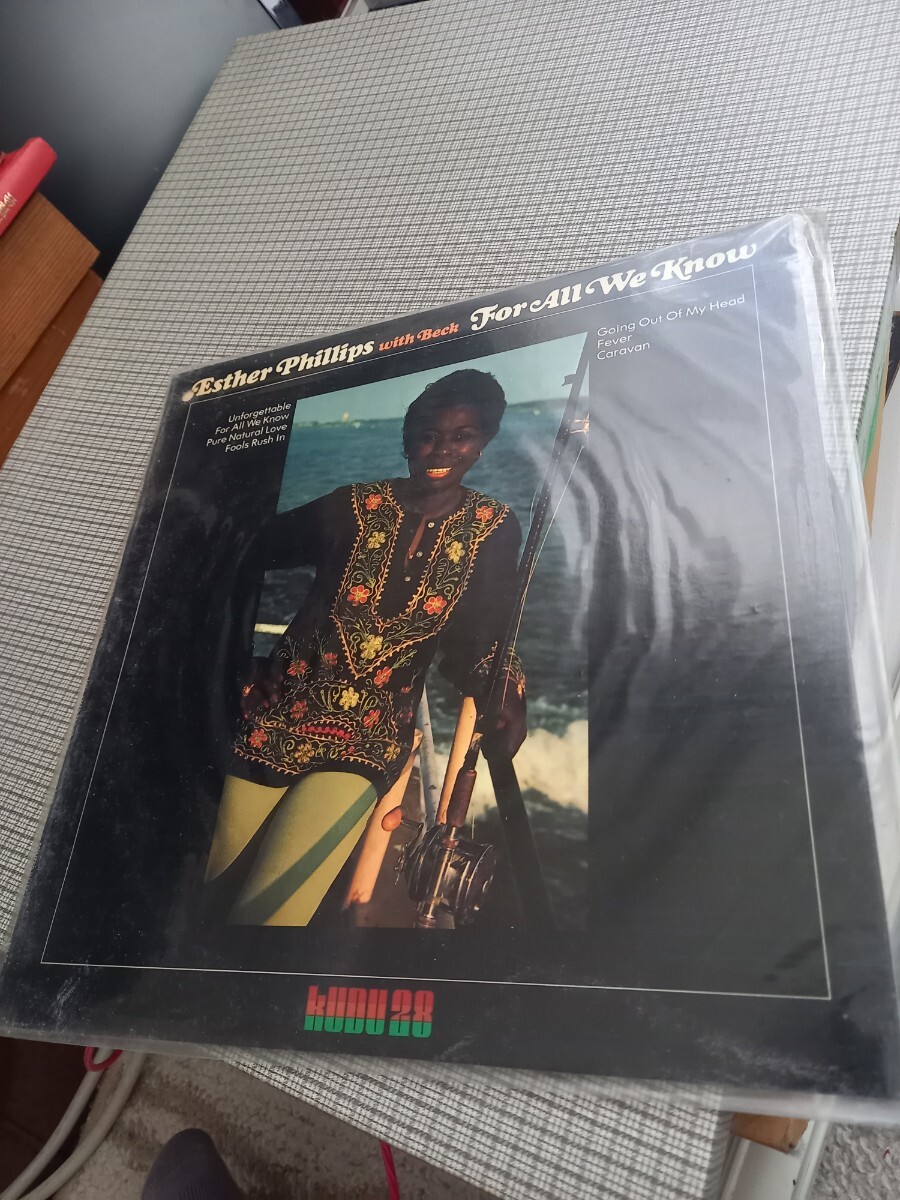 Esther Phillips with Beck For All We Know
Unforgettable
For All We Know
Pure Natural Love
Fools Rush In
Going Out Of My Head
Fever
Caravan
KUDU 28